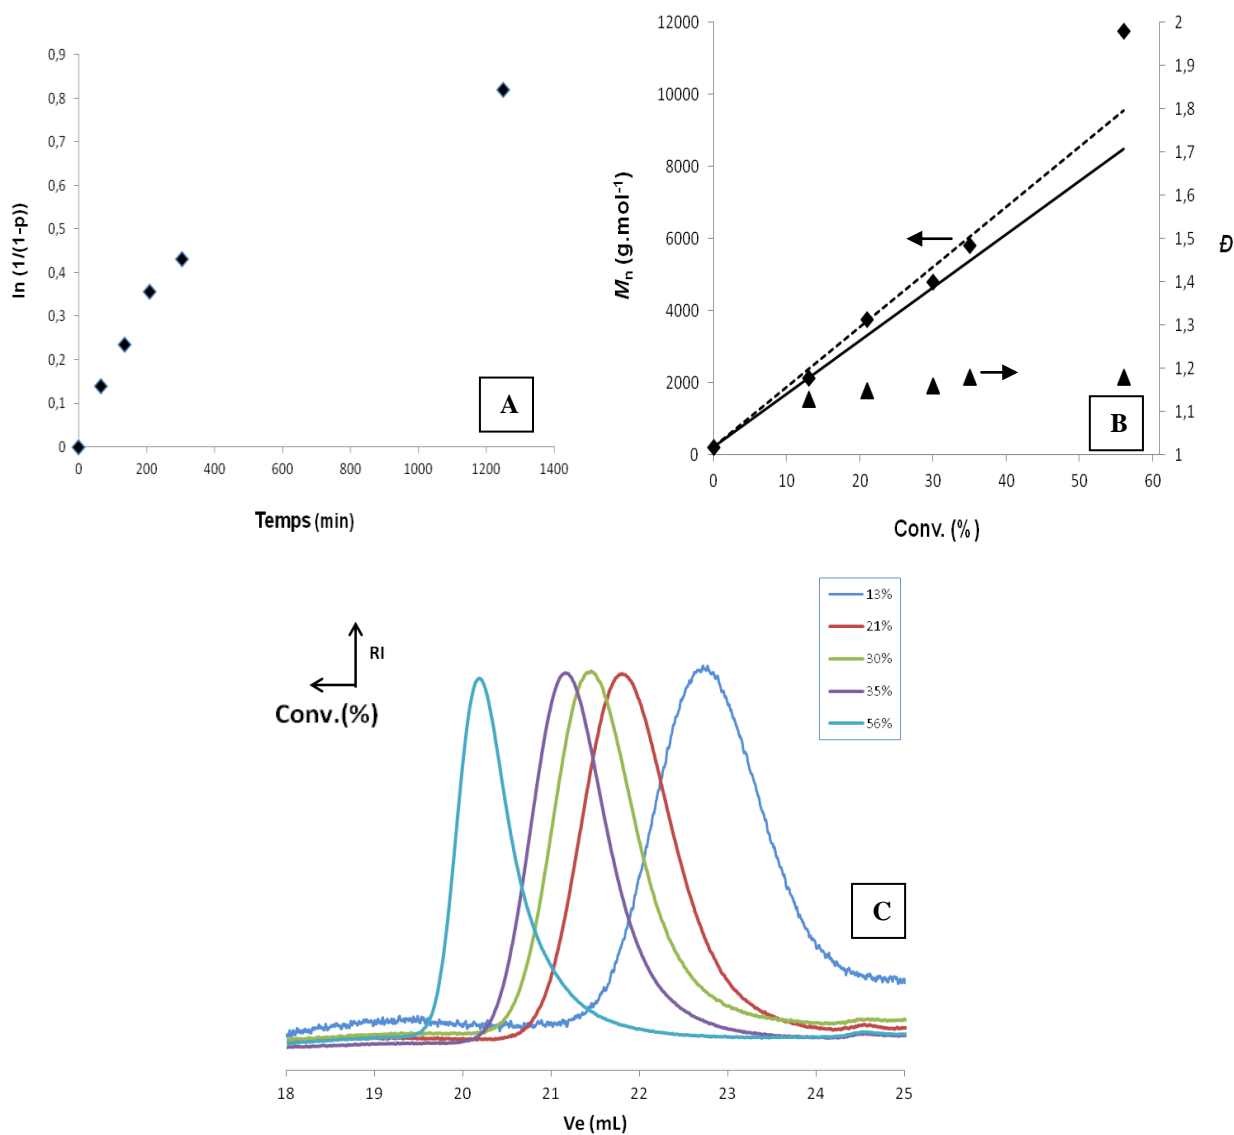 0,9
0,8
0,7
0,6
0,5
0,4
0,3
0,2
0,1
0
ln (1/(1-p))
0 200 400 600 800 1000 1200 1400
Temps (min)
A
12000
10000
8000
6000
4000
2000
0
Mn (g.mol-1)
2
1,9
1,8
1,7
1,6
1,5
1,4
1,3
1,2
1,1
1
Đ
0 10 20 30 40 50 60
Conv. (%)
B
RI
Conv.(%)
13%
21%
30%
35%
56%
C
18 19 20 21 22 23 24 25
Ve (mL)